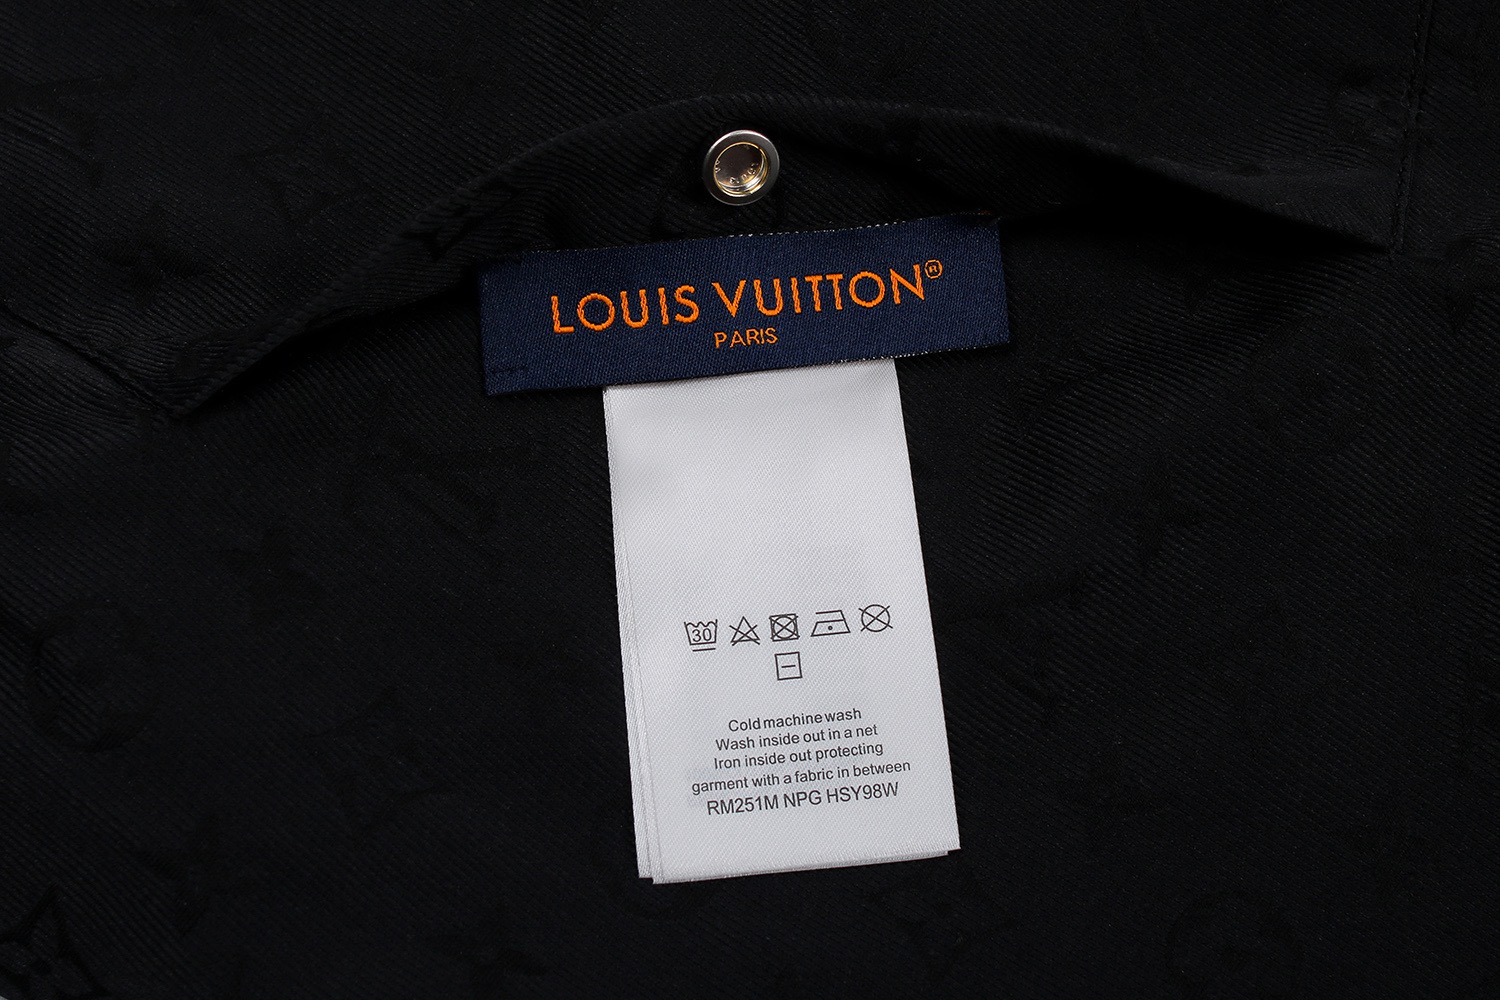 LOUIS VUITTON®
PARIS
30
Cold machine wash
Wash inside out in a net
Iron inside out protecting
garment with a fabric in between
RM251M NPG HSY98W